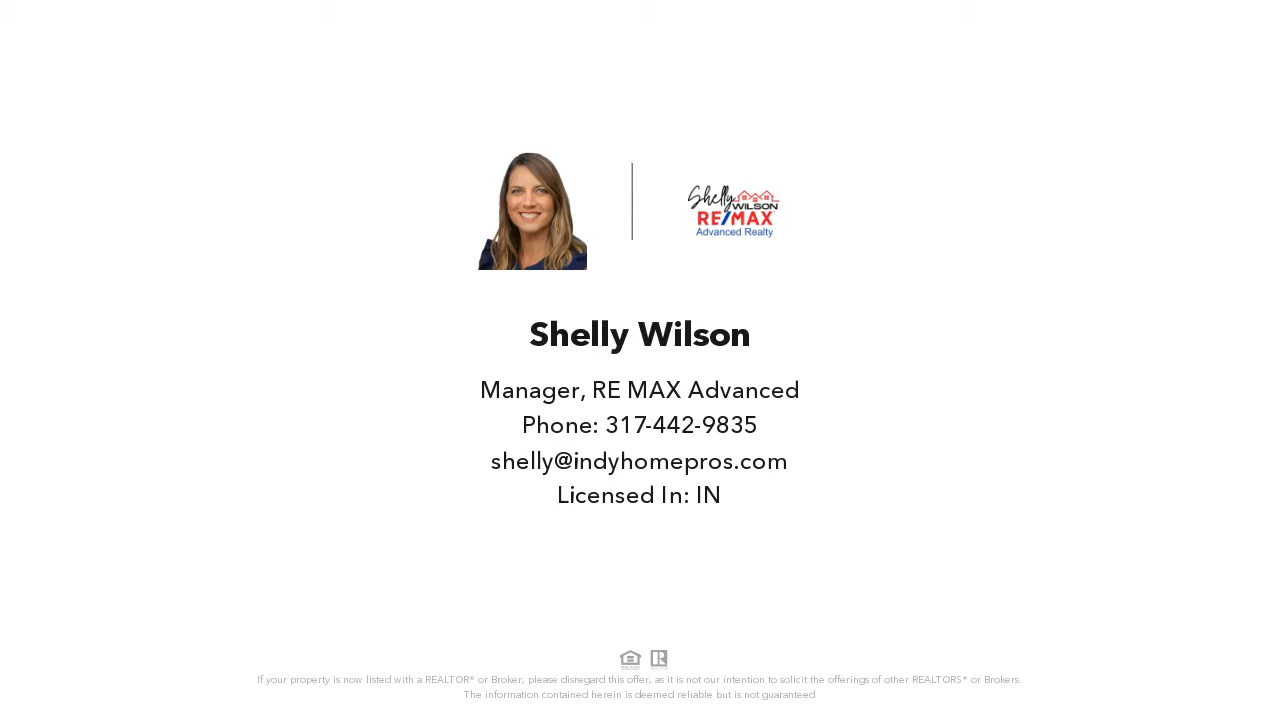 Shelly
WILSON
RE/MAX
Advanced Realty
Shelly Wilson
Manager, RE MAX Advanced
Phone: 317-442-9835
shelly@indyhomepros.com
Licensed In: IN
If your property is now listed with a REALTOR® or Broker, please disregard this offer, as it is not our intention to solicit the offerings of other REALTORS® or Brokers.
The information contained herein is deemed reliable but is not guaranteed